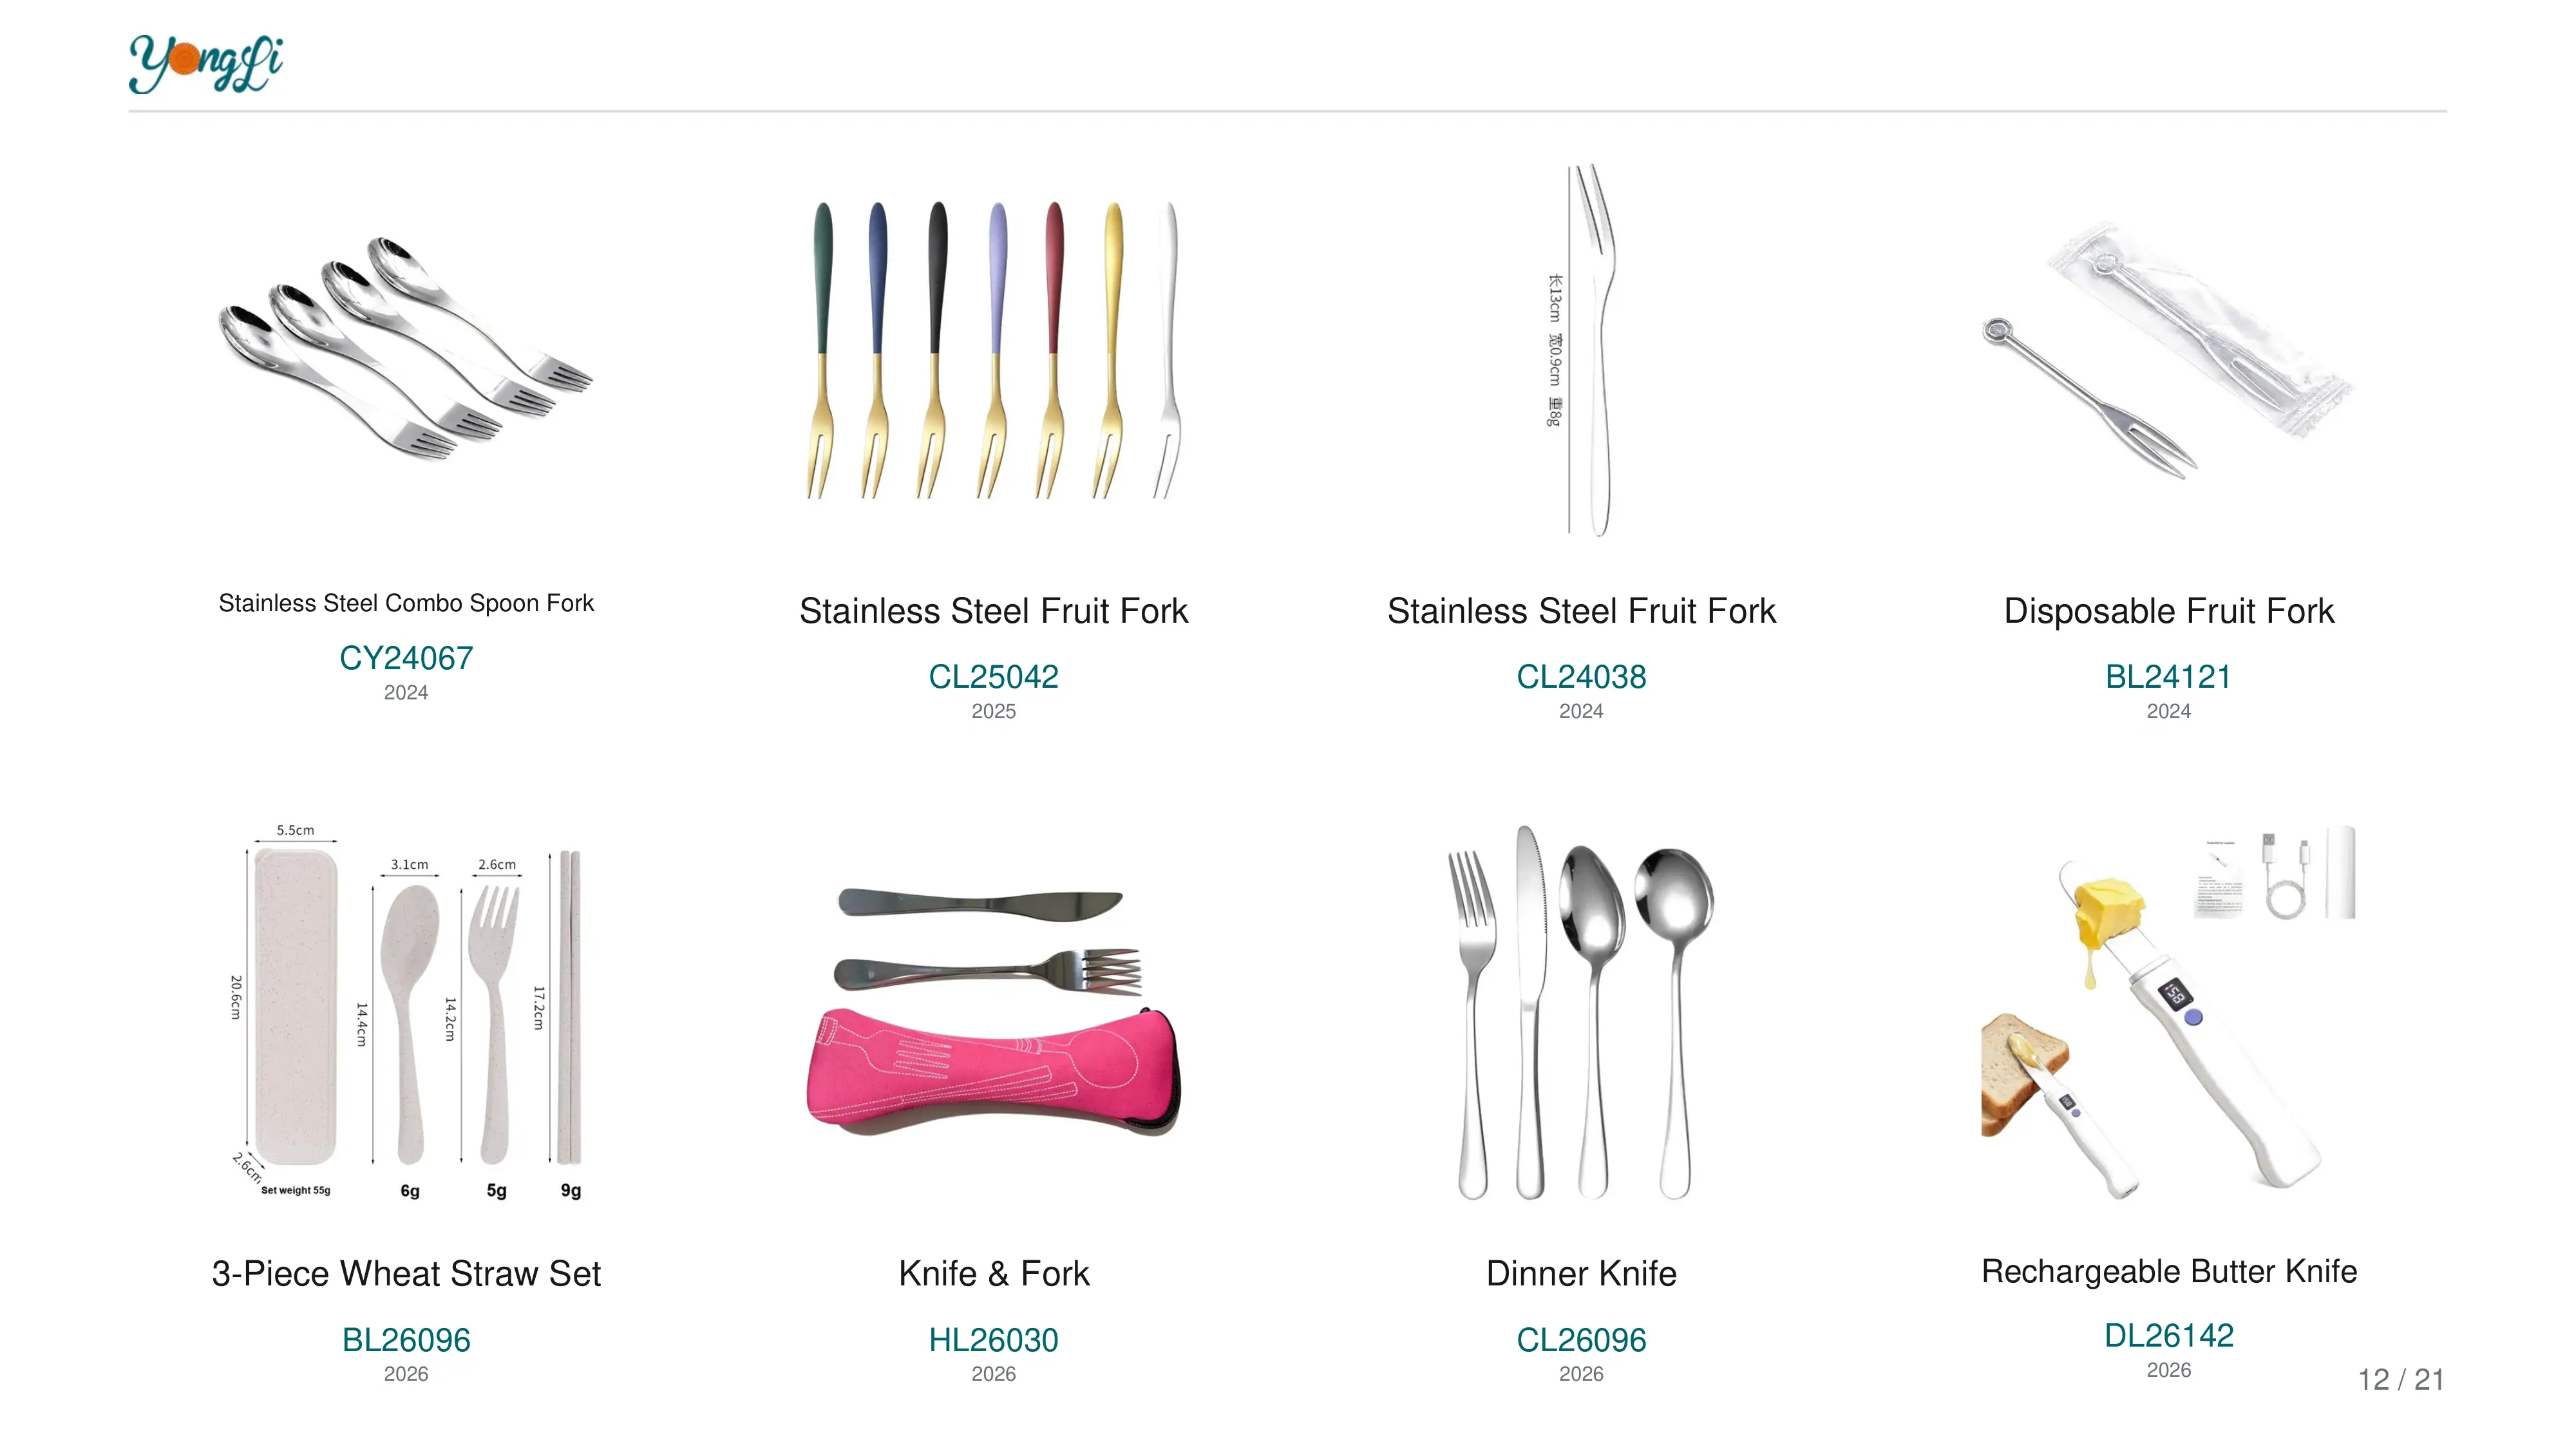 YongLi
长13cm 宽0.9cm 重8g
Stainless Steel Combo Spoon Fork
CY24067
2024
Stainless Steel Fruit Fork
CL25042
2025
Stainless Steel Fruit Fork
CL24038
2024
Disposable Fruit Fork
BL24121
2024
5.5cm
3.1cm
2.6cm
20.6cm
14.4cm
14.2cm
17.2cm
2.6cm
Set weight 55g
6g
5g
9g
158
3-Piece Wheat Straw Set
BL26096
2026
Knife & Fork
HL26030
2026
Dinner Knife
CL26096
2026
Rechargeable Butter Knife
DL26142
2026
12 / 21